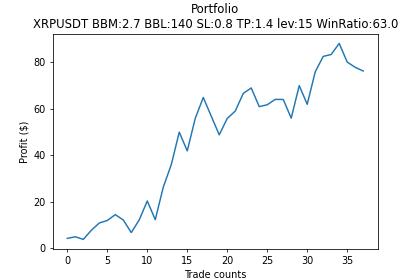 Portfolio
XRPUSDT BBM:2.7 BBL:140 SL:0.8 TP:1.4 lev:15 WinRatio:63.0
80
60
40
20
0
Profit ($)
0 5 10 15 20 25 30 35
Trade counts